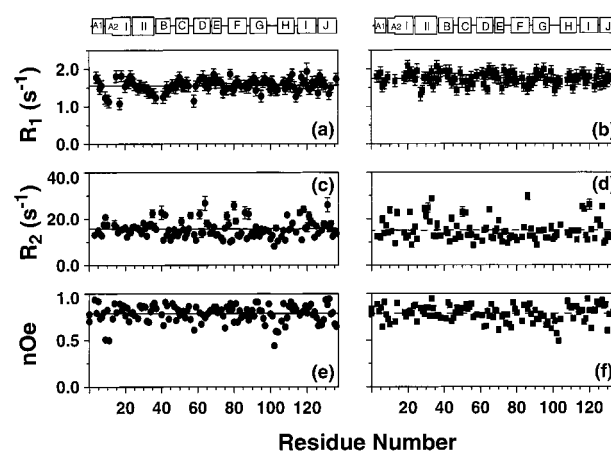 A1 A2 I II B C D E F G H I J
A1 A2 I II B C D E F G H I J
R1 (s-1)
2.0
1.0
0.0
(a)
(b)
R2 (s-1)
40.0
20.0
0.0
(c)
(d)
nOe
1.0
0.5
0.0
(e)
(f)
20 40 60 80 100 120
20 40 60 80 100 120
Residue Number